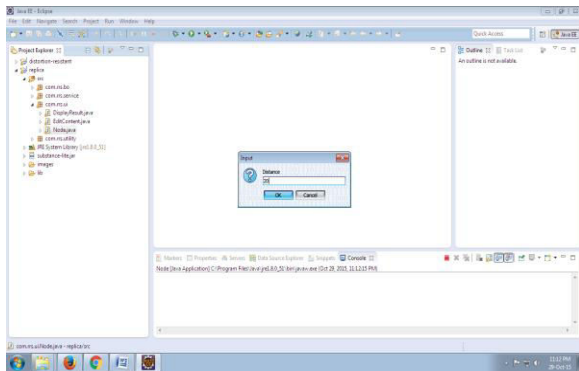 Java EE - Eclipse
File Edit Navigate Search Project Run Window Help
Quick Access
Java EE
Project Explorer
distortion-resistant
replica
src
com.ns.bo
com.ns.service
com.ns.ui
DisplayResult.java
EditContent.java
Node.java
com.ns.utility
JRE System Library [jre1.8.0_51]
substance-lite.jar
images
lib
Outline
Task List
An outline is not available.
Input
Distance
OK
Cancel
Markers Properties Servers Data Source Explorer Snippets Console
Node [Java Application] C:\Program Files\Java\jre1.8.0_51\bin\javaw.exe (Oct 29, 2015, 11:12:15 PM)
com.ns.ui.Node.java - replica/src
11:12 PM
29-Oct-15